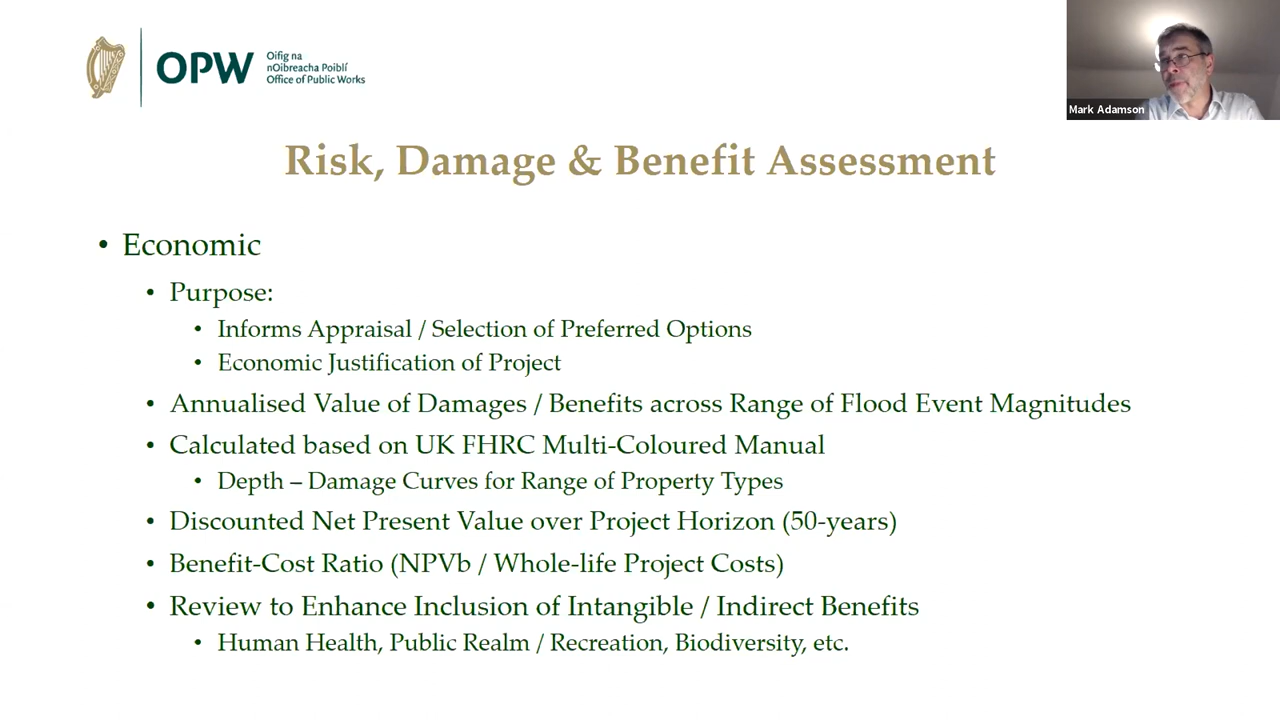 OPW
Oifig na
nOibreacha Poiblí
Office of Public Works
Mark Adamson
Risk, Damage & Benefit Assessment
• Economic
• Purpose:
• Informs Appraisal / Selection of Preferred Options
• Economic Justification of Project
• Annualised Value of Damages / Benefits across Range of Flood Event Magnitudes
• Calculated based on UK FHRC Multi-Coloured Manual
• Depth – Damage Curves for Range of Property Types
• Discounted Net Present Value over Project Horizon (50-years)
• Benefit-Cost Ratio (NPVb / Whole-life Project Costs)
• Review to Enhance Inclusion of Intangible / Indirect Benefits
• Human Health, Public Realm / Recreation, Biodiversity, etc.